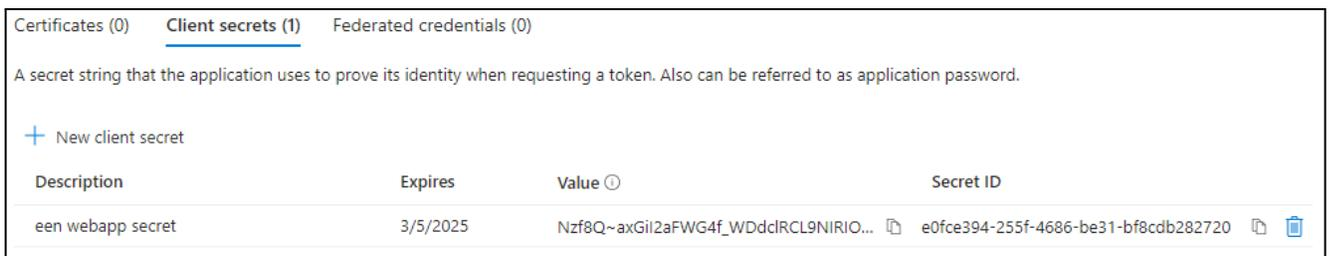 Certificates (0) Client secrets (1) Federated credentials (0)
A secret string that the application uses to prove its identity when requesting a token. Also can be referred to as application password.
New client secret
Description Expires Value Secret ID
een webapp secret 3/5/2025 Nzf8Q~axGiI2aFWG4f_WDdclRCL9NIRIO... e0fce394-255f-4686-be31-bf8cdb282720